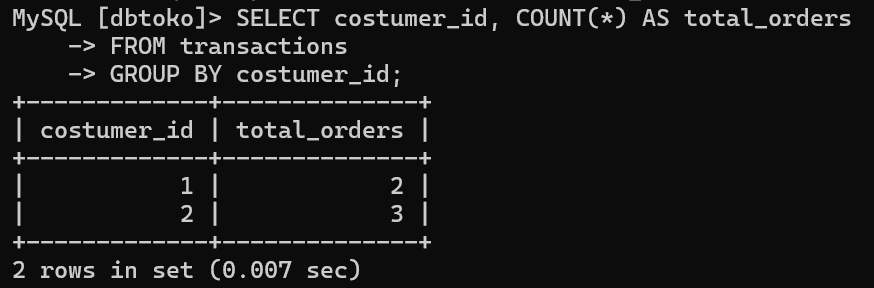 MySQL [dbtoko]> SELECT costumer_id, COUNT(*) AS total_orders
    -> FROM transactions
    -> GROUP BY costumer_id;
+-------------+--------------+
| costumer_id | total_orders |
+-------------+--------------+
|           1 |            2 |
|           2 |            3 |
+-------------+--------------+
2 rows in set (0.007 sec)